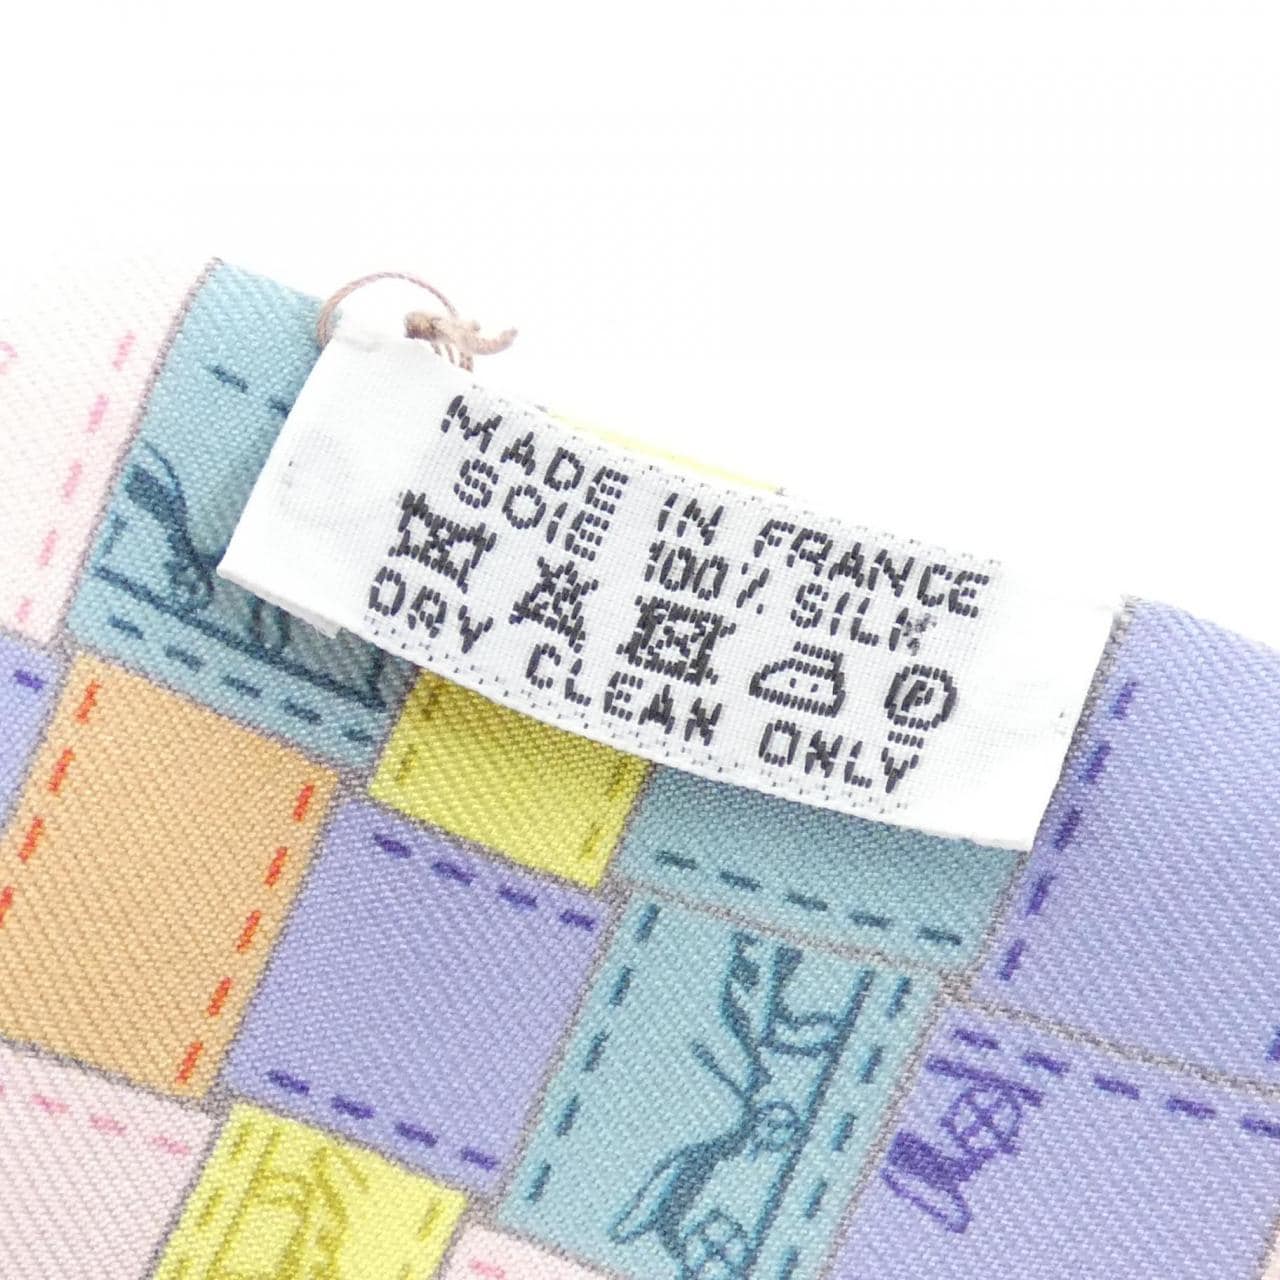 MADE IN FRANCE
SOIE 100% SILK
P
DRY CLEAN ONLY